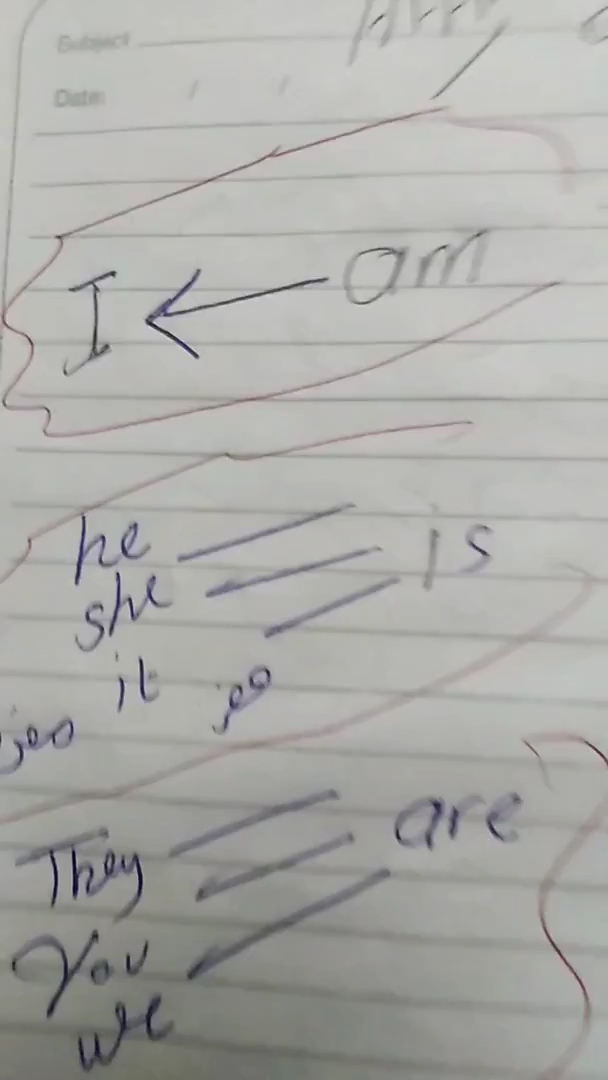 Subject
Date: / /
I ← am
he
she
is
it
They
are
You
we